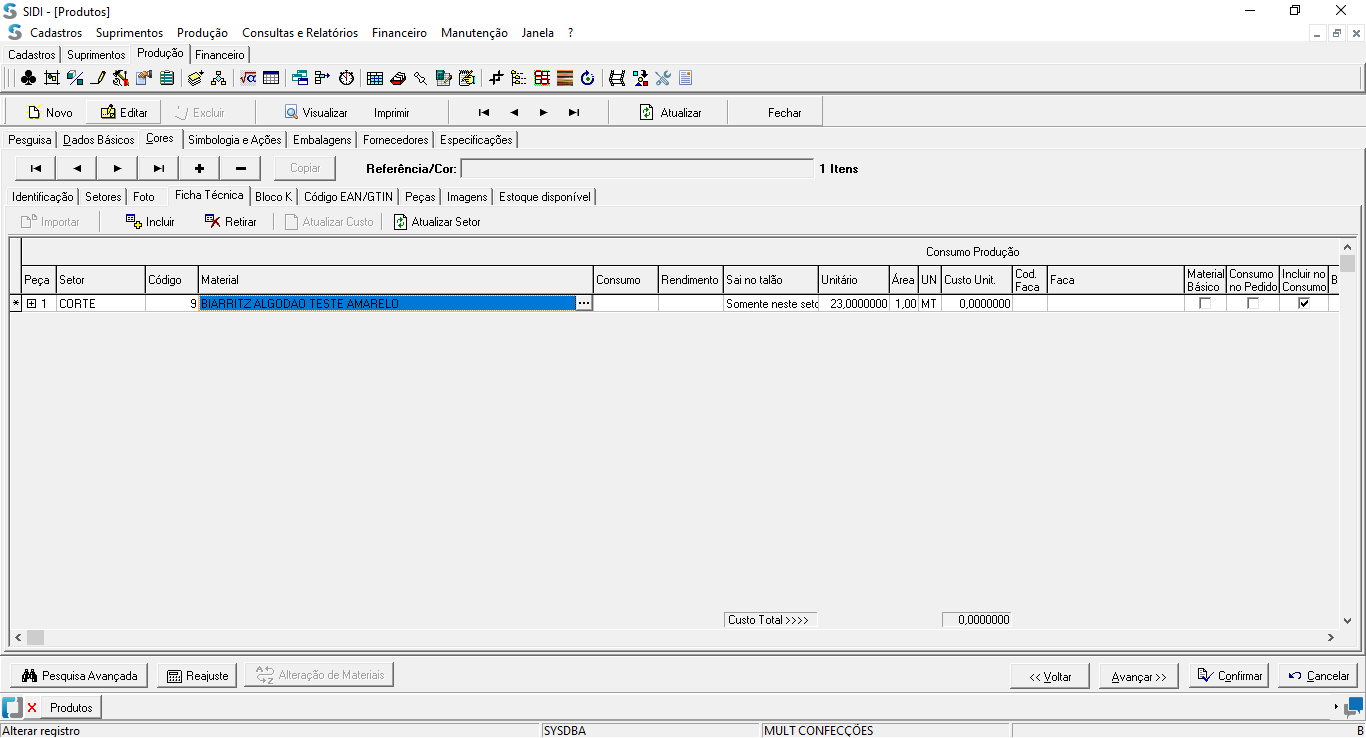 SIDI - [Produtos]
Cadastros Suprimentos Produção Consultas e Relatórios Financeiro Manutenção Janela ?
Cadastros Suprimentos Produção Financeiro
Novo Editar Excluir Visualizar Imprimir Atualizar Fechar
Pesquisa Dados Básicos Cores Simbologia e Ações Embalagens Fornecedores Especificações
Copiar Referência/Cor: 1 Itens
Identificação Setores Foto Ficha Técnica Bloco K Código EAN/GTIN Peças Imagens Estoque disponível
Importar Incluir Retirar Atualizar Custo Atualizar Setor
Consumo Produção
Peça Setor Código Material Consumo Rendimento Sai no talão Unitário Área UN Custo Unit. Cod. Faca Faca Material Básico Consumo no Pedido Incluir no Consumo B
* 1 CORTE 9 BIARRITZ ALGODAO TESTE AMARELO ... Somente neste seto 23,0000000 1,00 MT 0,0000000
Custo Total >>>> 0,0000000
Pesquisa Avançada Reajuste Alteração de Materiais << Voltar Avançar >> Confirmar Cancelar
Produtos
Alterar registro SYSDBA MULT CONFECÇÕES B